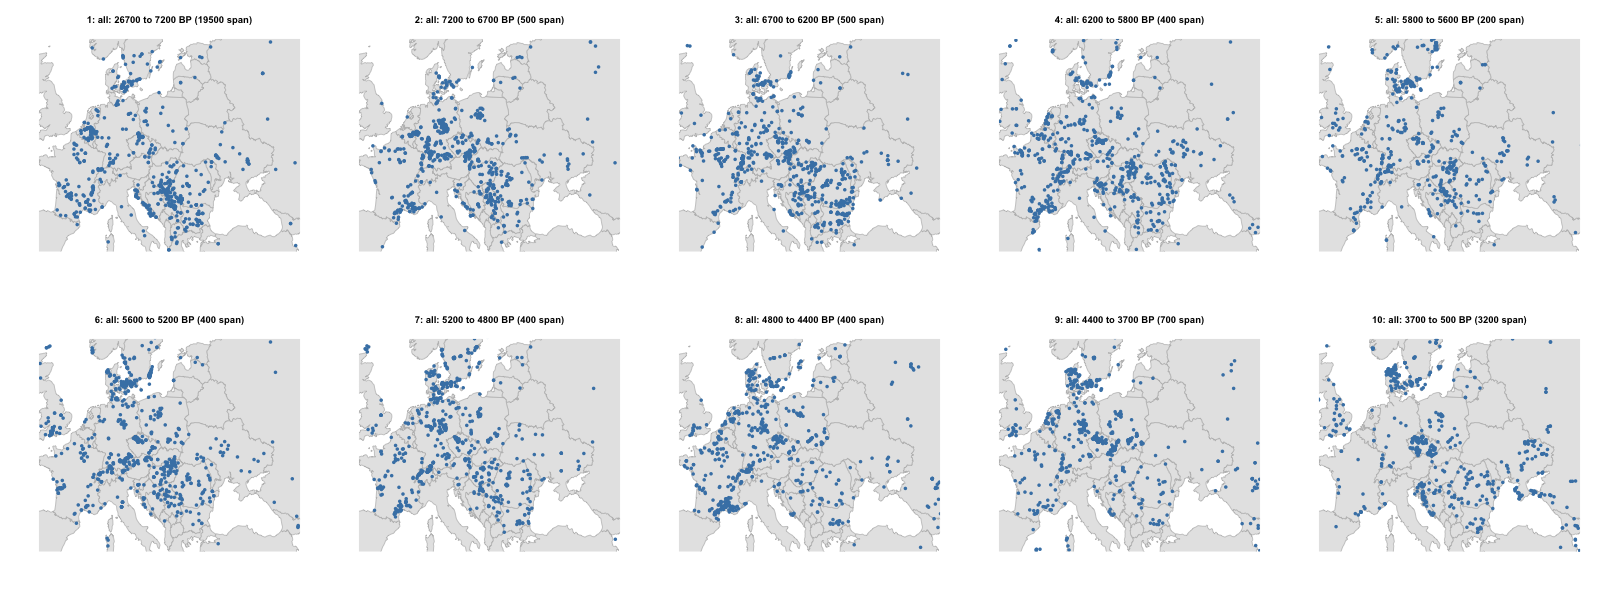 1: all: 26700 to 7200 BP (19500 span)
2: all: 7200 to 6700 BP (500 span)
3: all: 6700 to 6200 BP (500 span)
4: all: 6200 to 5800 BP (400 span)
5: all: 5800 to 5600 BP (200 span)
6: all: 5600 to 5200 BP (400 span)
7: all: 5200 to 4800 BP (400 span)
8: all: 4800 to 4400 BP (400 span)
9: all: 4400 to 3700 BP (700 span)
10: all: 3700 to 500 BP (3200 span)